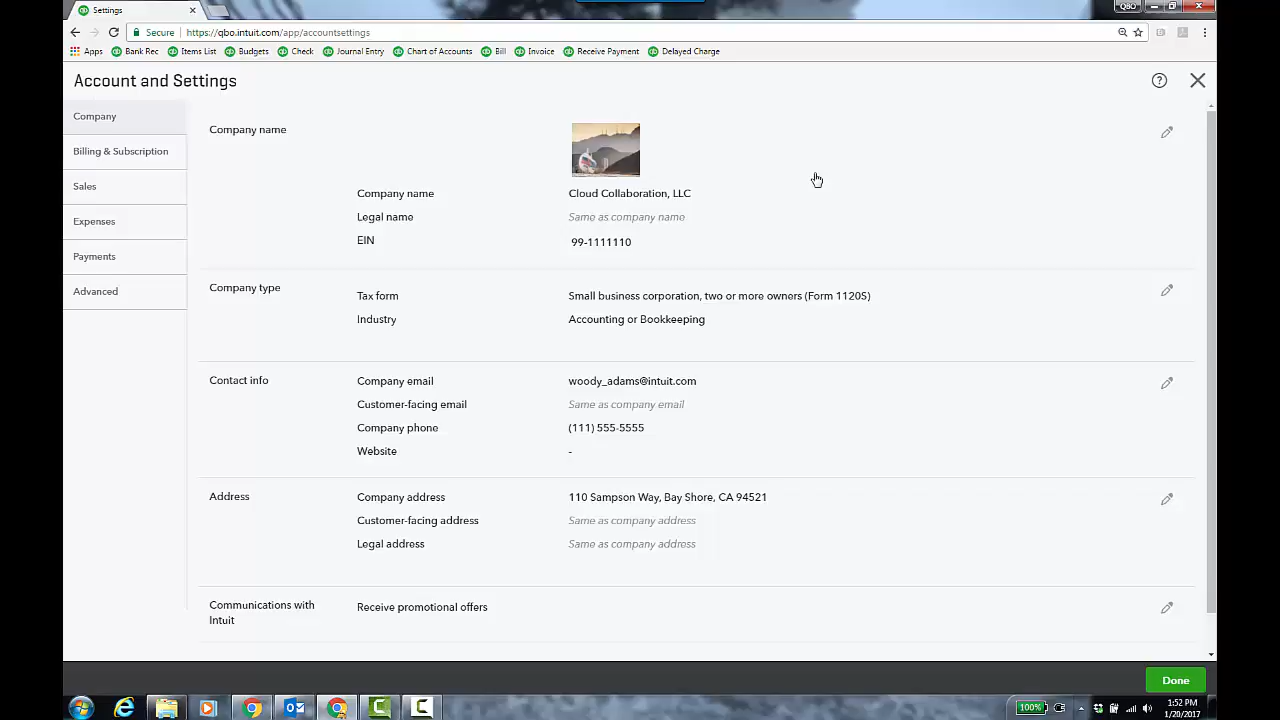 Settings
QBO
Secure https://qbo.intuit.com/app/accountsettings
Apps Bank Rec Items List Budgets Check Journal Entry Chart of Accounts Bill Invoice Receive Payment Delayed Charge
Account and Settings
Company
Billing & Subscription
Sales
Expenses
Payments
Advanced
Company name
Company name Cloud Collaboration, LLC
Legal name Same as company name
EIN 99-1111110
Company type
Tax form Small business corporation, two or more owners (Form 1120S)
Industry Accounting or Bookkeeping
Contact info
Company email woody_adams@intuit.com
Customer-facing email Same as company email
Company phone (111) 555-5555
Website -
Address
Company address 110 Sampson Way, Bay Shore, CA 94521
Customer-facing address Same as company address
Legal address Same as company address
Communications with
Intuit
Receive promotional offers
Done
100%
1:52 PM
1/20/2017